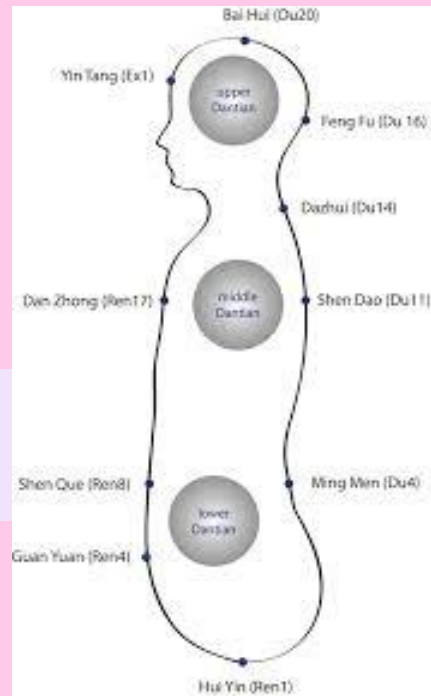 Bai Hui (Du20)
Yin Tang (Ex1)
upper
Dantian
Feng Fu (Du 16)
Dazhui (Du14)
Dan Zhong (Ren17)
middle
Dantian
Shen Dao (Du11)
Shen Que (Ren8)
Ming Men (Du4)
lower
Dantian
Guan Yuan (Ren4)
Hui Yin (Ren1)